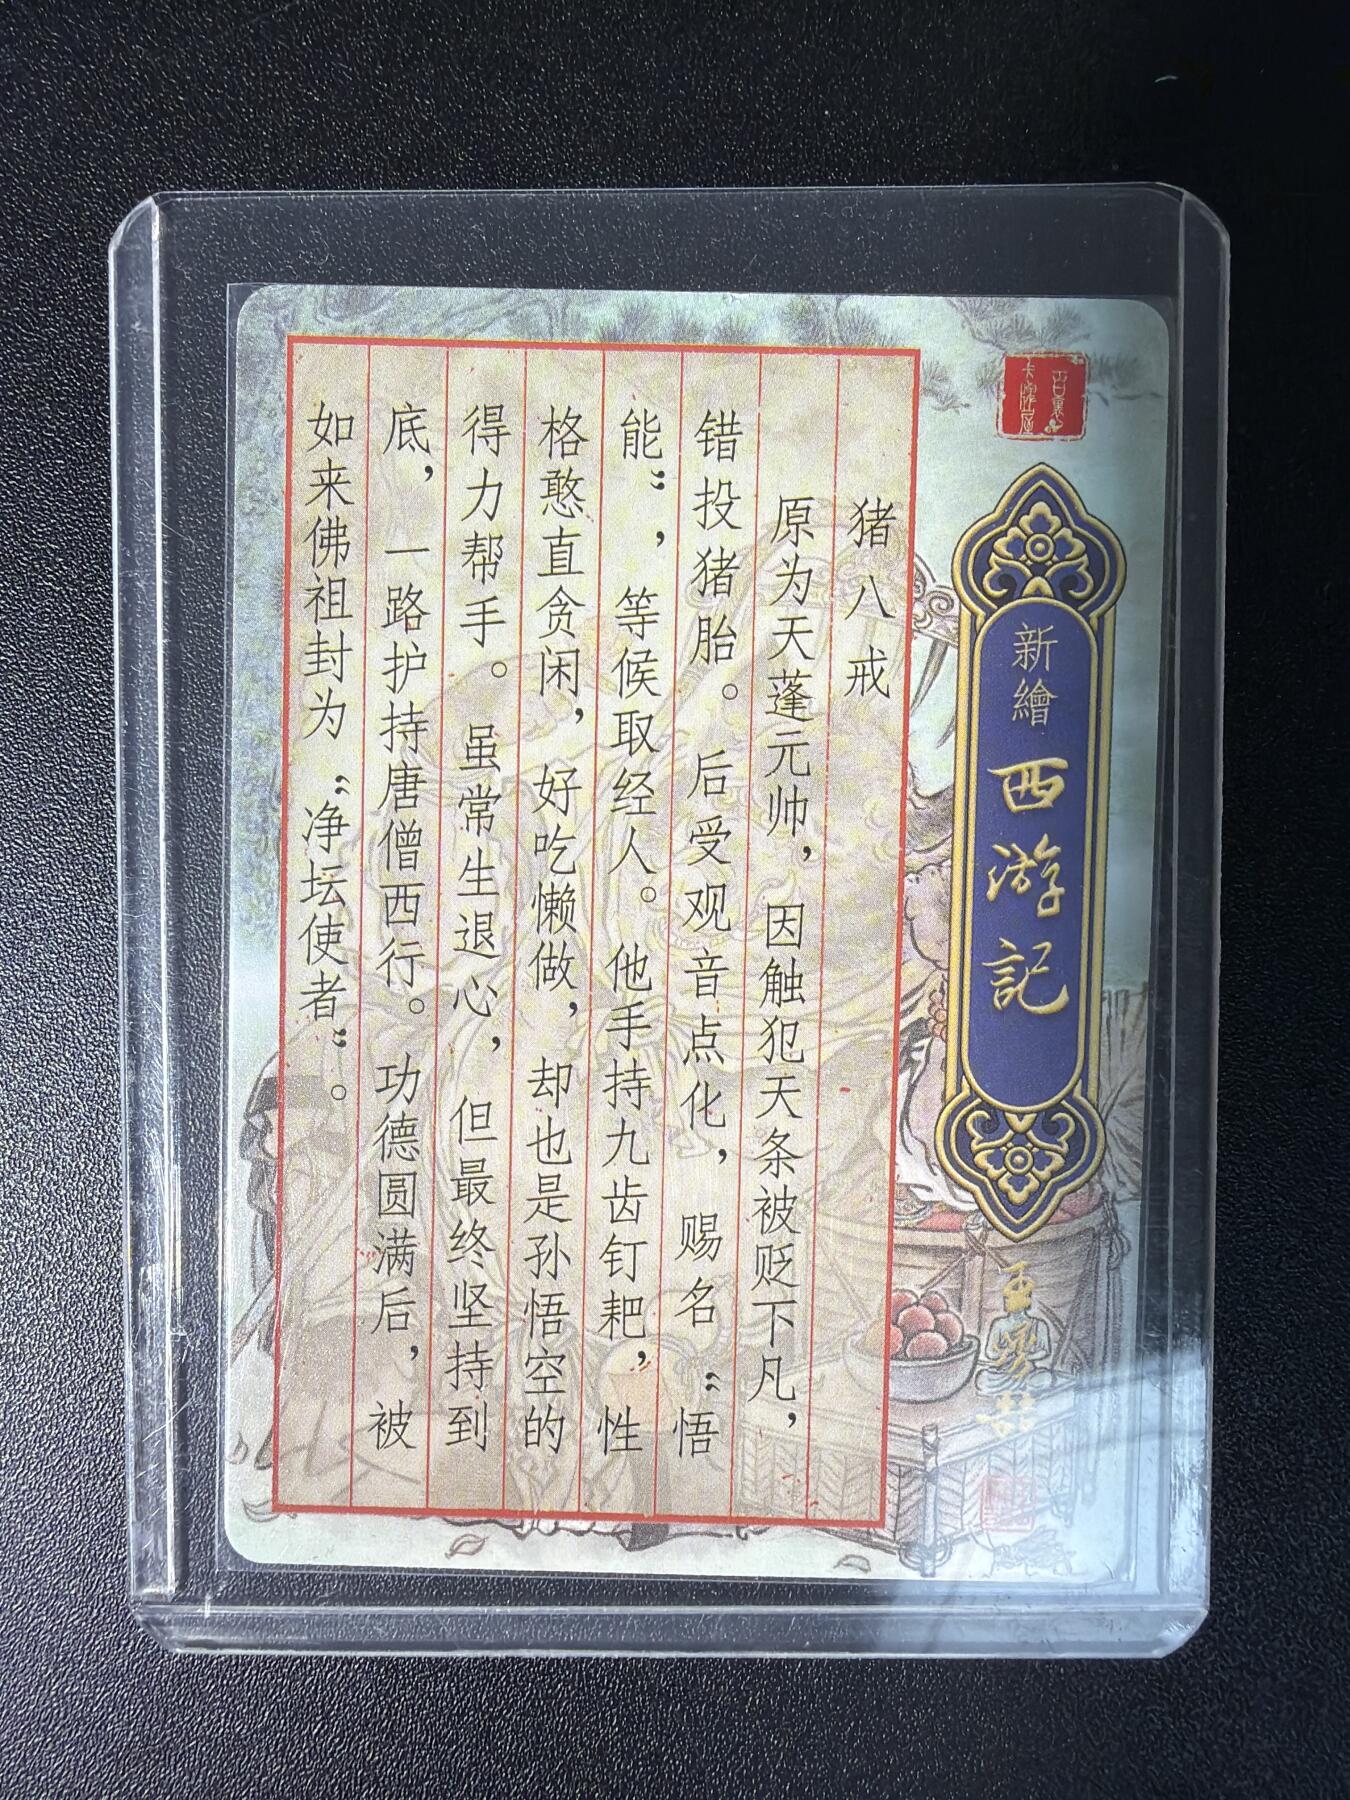 新繪西游記
猪八戒
原为天蓬元帅，因触犯天条被贬下凡，
错投猪胎。后受观音点化，赐名“悟
能”，等候取经人。他手持九齿钉耙，性
格憨直贪闲，好吃懒做，却也是孙悟空的
得力帮手。虽常生退心，但最终坚持到
底，一路护持唐僧西行。功德圆满后，被
如来佛祖封为“净坛使者”。